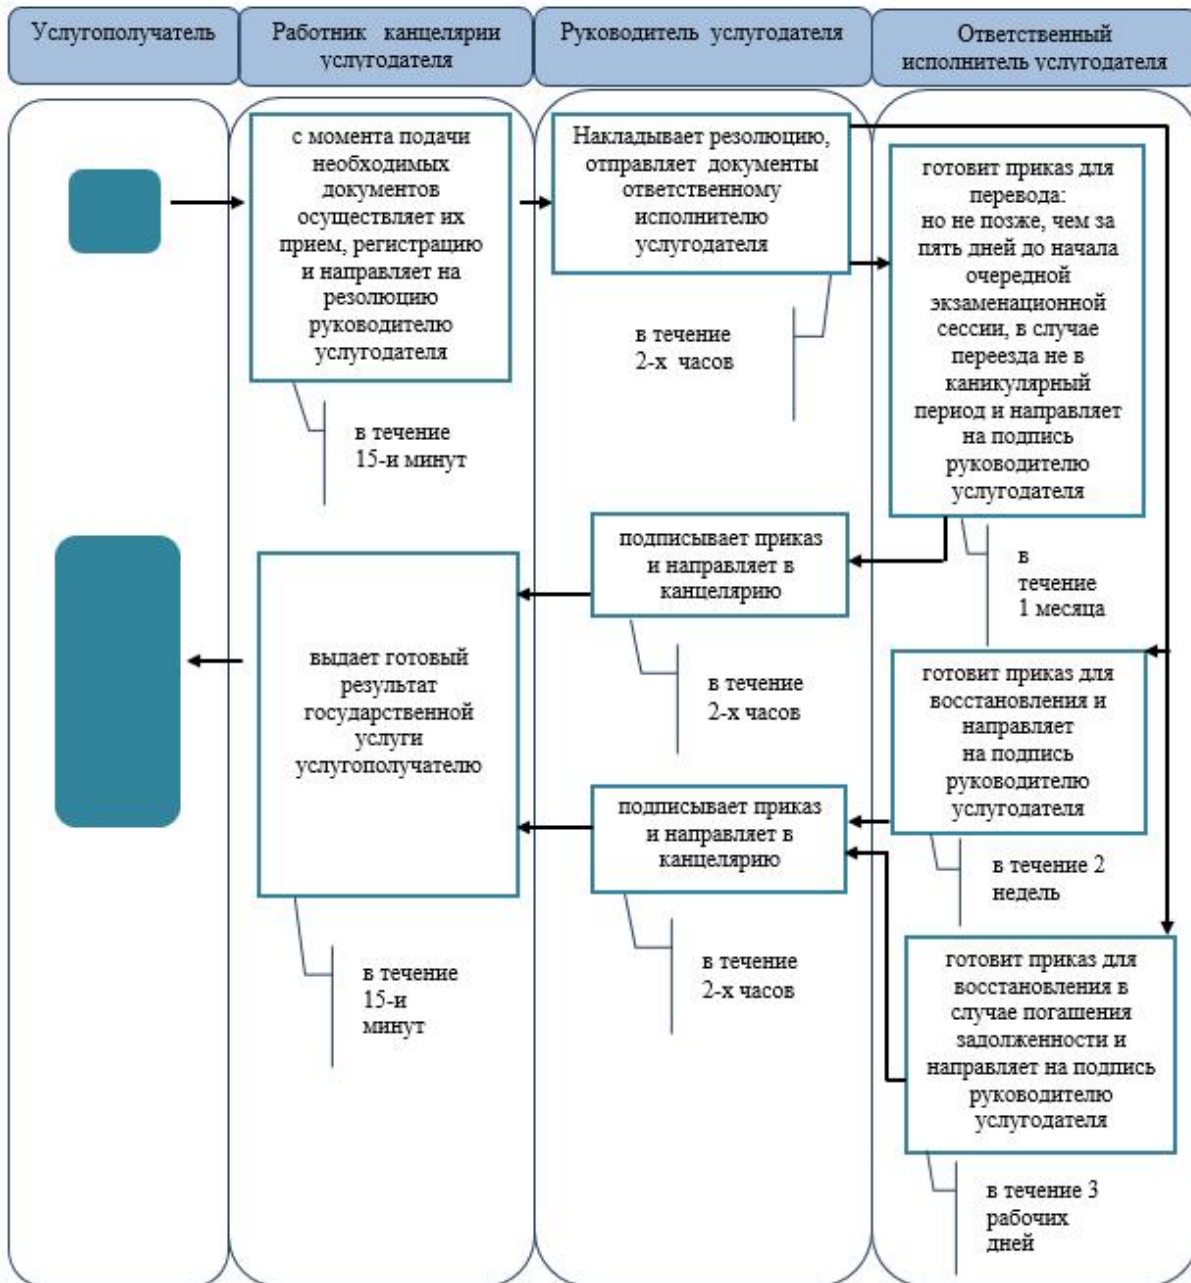 Услугополучатель
Работник канцелярии
услугодателя
Руководитель услугодателя
Ответственный
исполнитель услугодателя
с момента подачи
необходимых
документов
осуществляет их
прием, регистрацию
и направляет на
резолюцию
руководителю
услугодателя
в течение
15-и минут
Накладывает резолюцию,
отправляет документы
ответственному
исполнителю
услугодателя
в течение
2-х часов
готовит приказ для
перевода:
но не позже, чем за
пять дней до начала
очередной
экзаменационной
сессии, в случае
переезда не в
каникулярный
период и направляет
на подпись
руководителю
услугодателя
в
течение
1 месяца
подписывает приказ
и направляет в
канцелярию
в течение
2-х часов
выдает готовый
результат
государственной
услуги
услугополучателю
в течение
15-и
минут
готовит приказ для
восстановления и
направляет
на подпись
руководителю
услугодателя
в течение 2
недель
подписывает приказ
и направляет в
канцелярию
в течение
2-х часов
готовит приказ для
восстановления в
случае погашения
задолженности и
направляет на подпись
руководителю
услугодателя
в течение 3
рабочих
дней